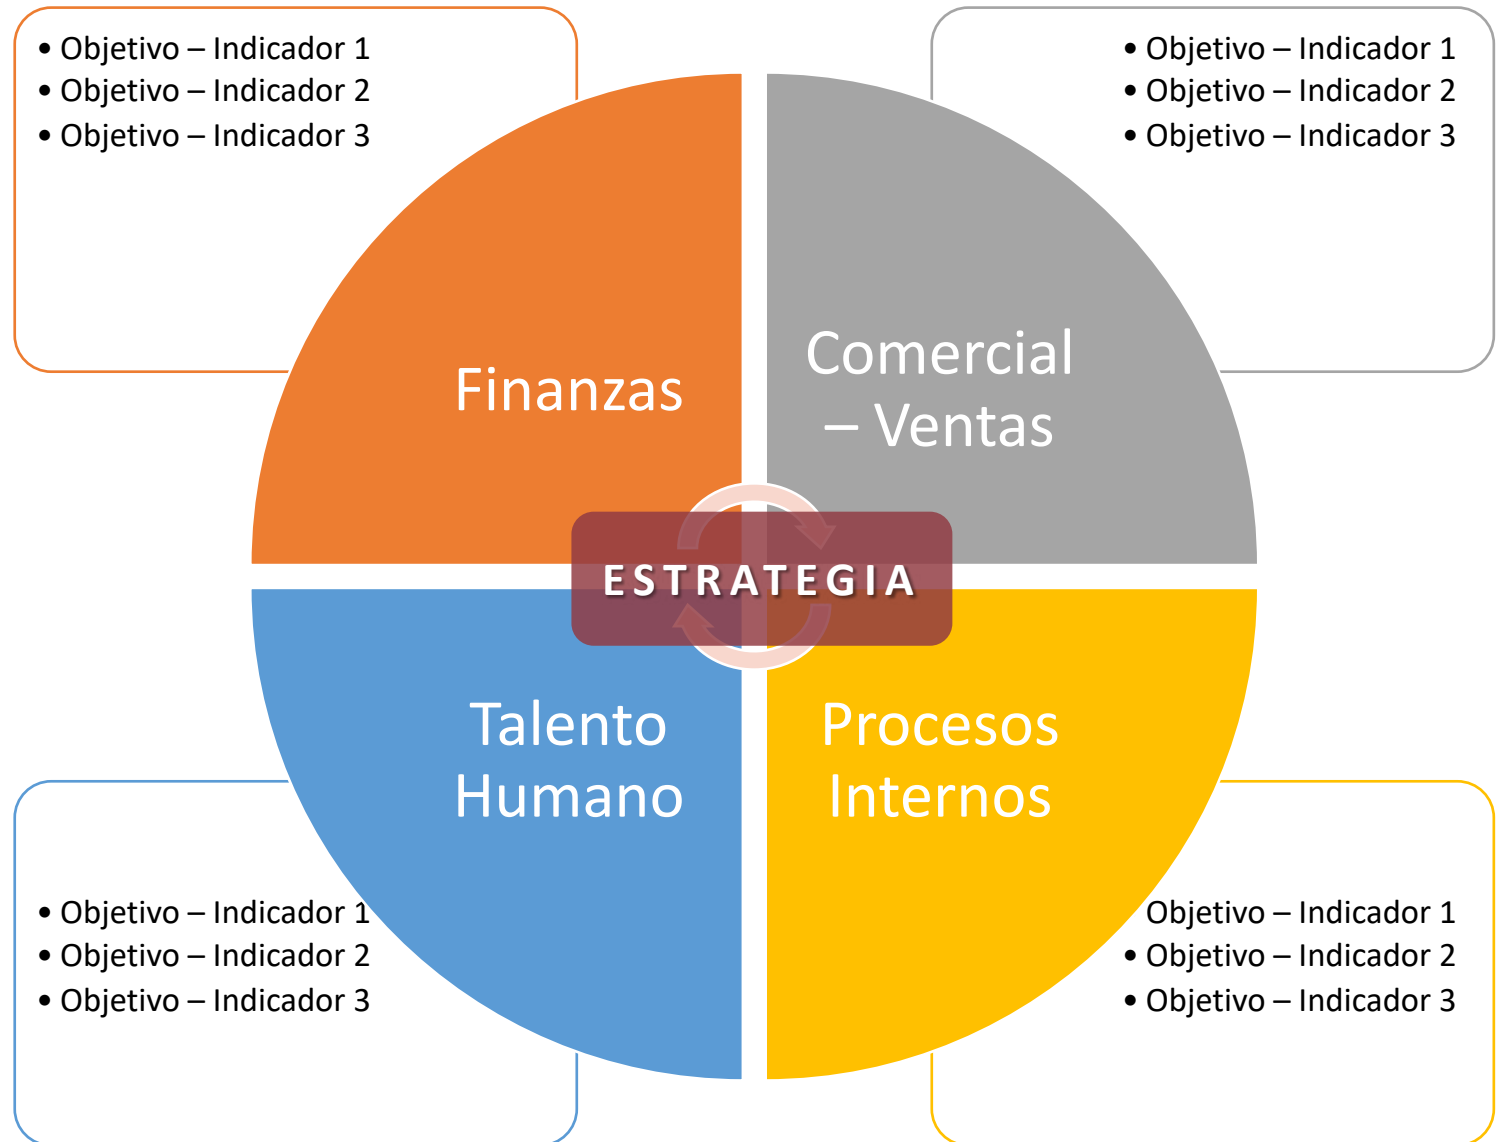 • Objetivo – Indicador 1
• Objetivo – Indicador 2
• Objetivo – Indicador 3
• Objetivo – Indicador 1
• Objetivo – Indicador 2
• Objetivo – Indicador 3
Finanzas
Comercial
– Ventas
ESTRATEGIA
Talento
Humano
Procesos
Internos
• Objetivo – Indicador 1
• Objetivo – Indicador 2
• Objetivo – Indicador 3
Objetivo – Indicador 1
• Objetivo – Indicador 2
• Objetivo – Indicador 3